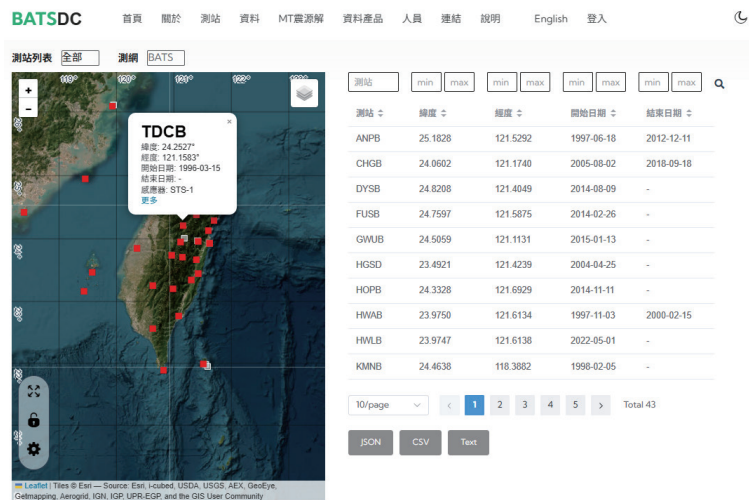 BATSDC 首頁 關於 測站 資料 MT震源解 資料產品 人員 連結 說明 English 登入
測站列表 全部 測網 BATS
測站 min max min max min max min max
119° 120° 121° 122° 123°
+
−
×
TDCB
緯度: 24.2527°
經度: 121.1583°
開始日期: 1996-03-15
結束日期: -
感應器: STS-1
更多
測站 緯度 經度 開始日期 結束日期
ANPB 25.1828 121.5292 1997-06-18 2012-12-11
CHGB 24.0602 121.1740 2005-08-02 2018-09-18
DYSB 24.8208 121.4049 2014-08-09 -
FUSB 24.7597 121.5875 2014-02-26 -
GWUB 24.5059 121.1131 2015-01-13 -
HGSD 23.4921 121.4239 2004-04-25 -
HOPB 24.3328 121.6929 2014-11-11 -
HWAB 23.9750 121.6134 1997-11-03 2000-02-15
HWLB 23.9747 121.6138 2022-05-01 -
KMNB 24.4638 118.3882 1998-02-05 -
10/page < 1 2 3 4 5 > Total 43
JSON CSV Text
Leaflet | Tiles © Esri — Source: Esri, i-cubed, USDA, USGS, AEX, GeoEye,
Getmapping, Aerogrid, IGN, IGP, UPR-EGP, and the GIS User Community